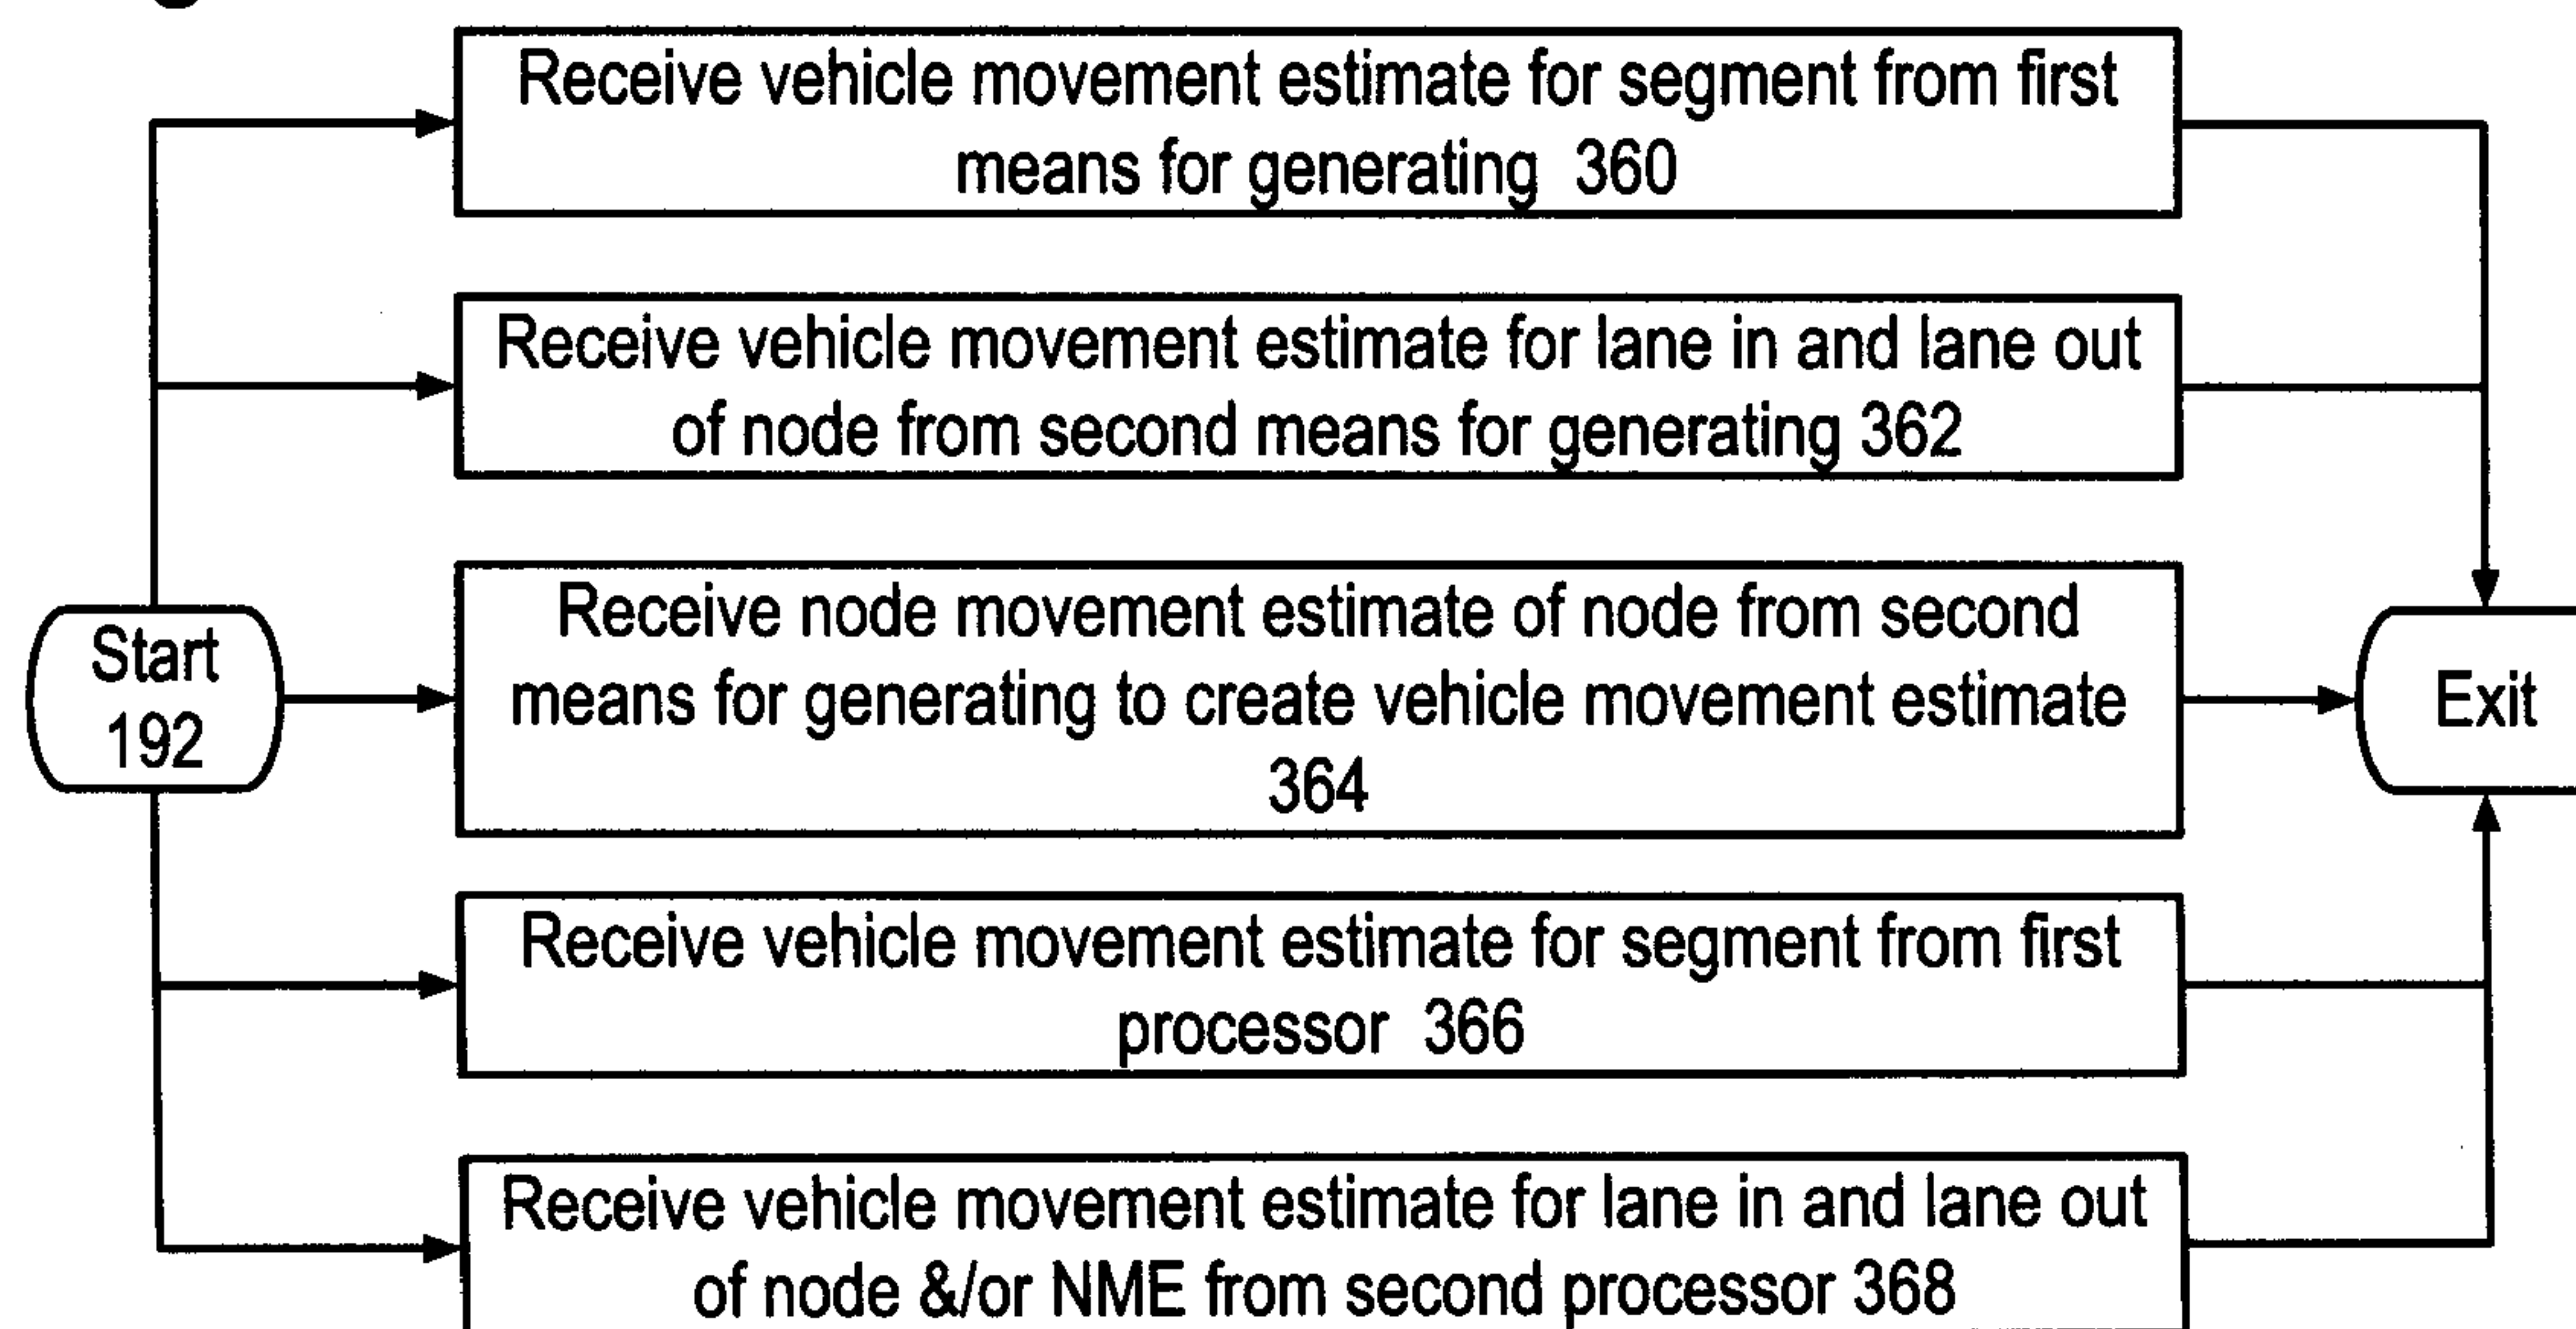 Receive vehicle movement estimate for segment from first
means for generating 360
Receive vehicle movement estimate for lane in and lane out
of node from second means for generating 362
Start
192
Receive node movement estimate of node from second
means for generating to create vehicle movement estimate
364
Exit
Receive vehicle movement estimate for segment from first
processor 366
Receive vehicle movement estimate for lane in and lane out
of node &/or NME from second processor 368